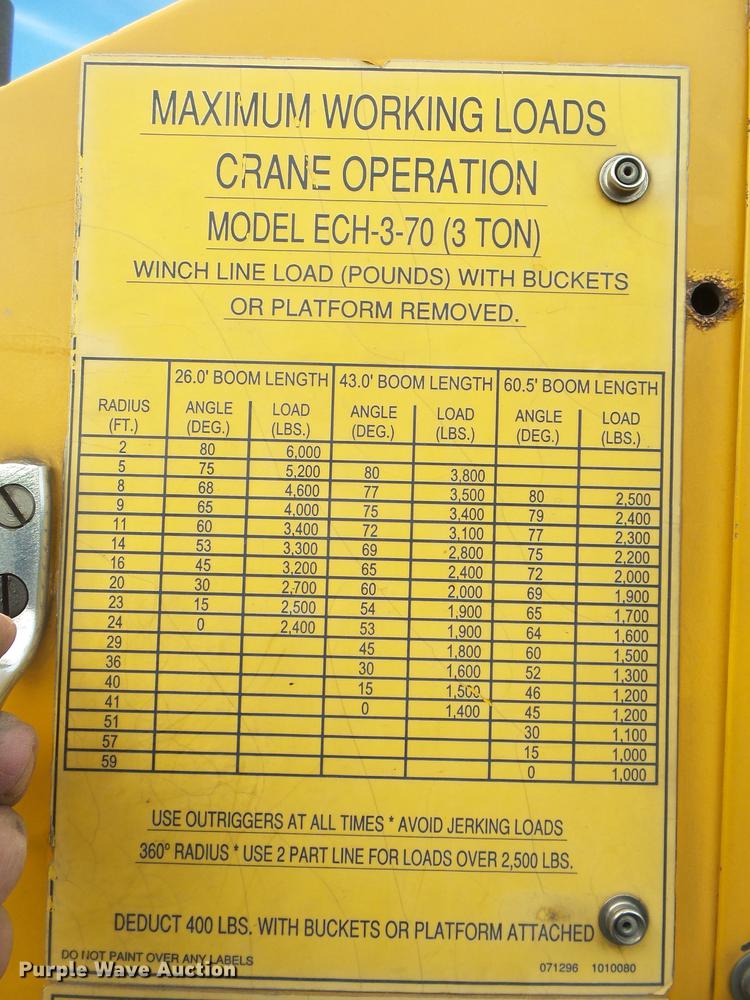 MAXIMUM WORKING LOADS
CRANE OPERATION
MODEL ECH-3-70 (3 TON)
WINCH LINE LOAD (POUNDS) WITH BUCKETS
OR PLATFORM REMOVED.
26.0' BOOM LENGTH 43.0' BOOM LENGTH 60.5' BOOM LENGTH
RADIUS ANGLE LOAD ANGLE LOAD ANGLE LOAD
(FT.) (DEG.) (LBS.) (DEG.) (LBS.) (DEG.) (LBS.)
2 80 6,000
5 75 5,200 80 3,800
8 68 4,600 77 3,500 80 2,500
9 65 4,000 75 3,400 79 2,400
11 60 3,400 72 3,100 77 2,300
14 53 3,300 69 2,800 75 2,200
16 45 3,200 65 2,400 72 2,000
20 30 2,700 60 2,000 69 1,900
23 15 2,500 54 1,900 65 1,700
24 0 2,400 53 1,900 64 1,600
29 45 1,800 60 1,500
36 30 1,600 52 1,300
40 15 1,500 46 1,200
41 0 1,400 45 1,200
51 30 1,100
57 15 1,000
59 0 1,000
USE OUTRIGGERS AT ALL TIMES * AVOID JERKING LOADS
360° RADIUS * USE 2 PART LINE FOR LOADS OVER 2,500 LBS.
DEDUCT 400 LBS. WITH BUCKETS OR PLATFORM ATTACHED
DO NOT PAINT OVER ANY LABELS
071296 1010080
Purple Wave Auction